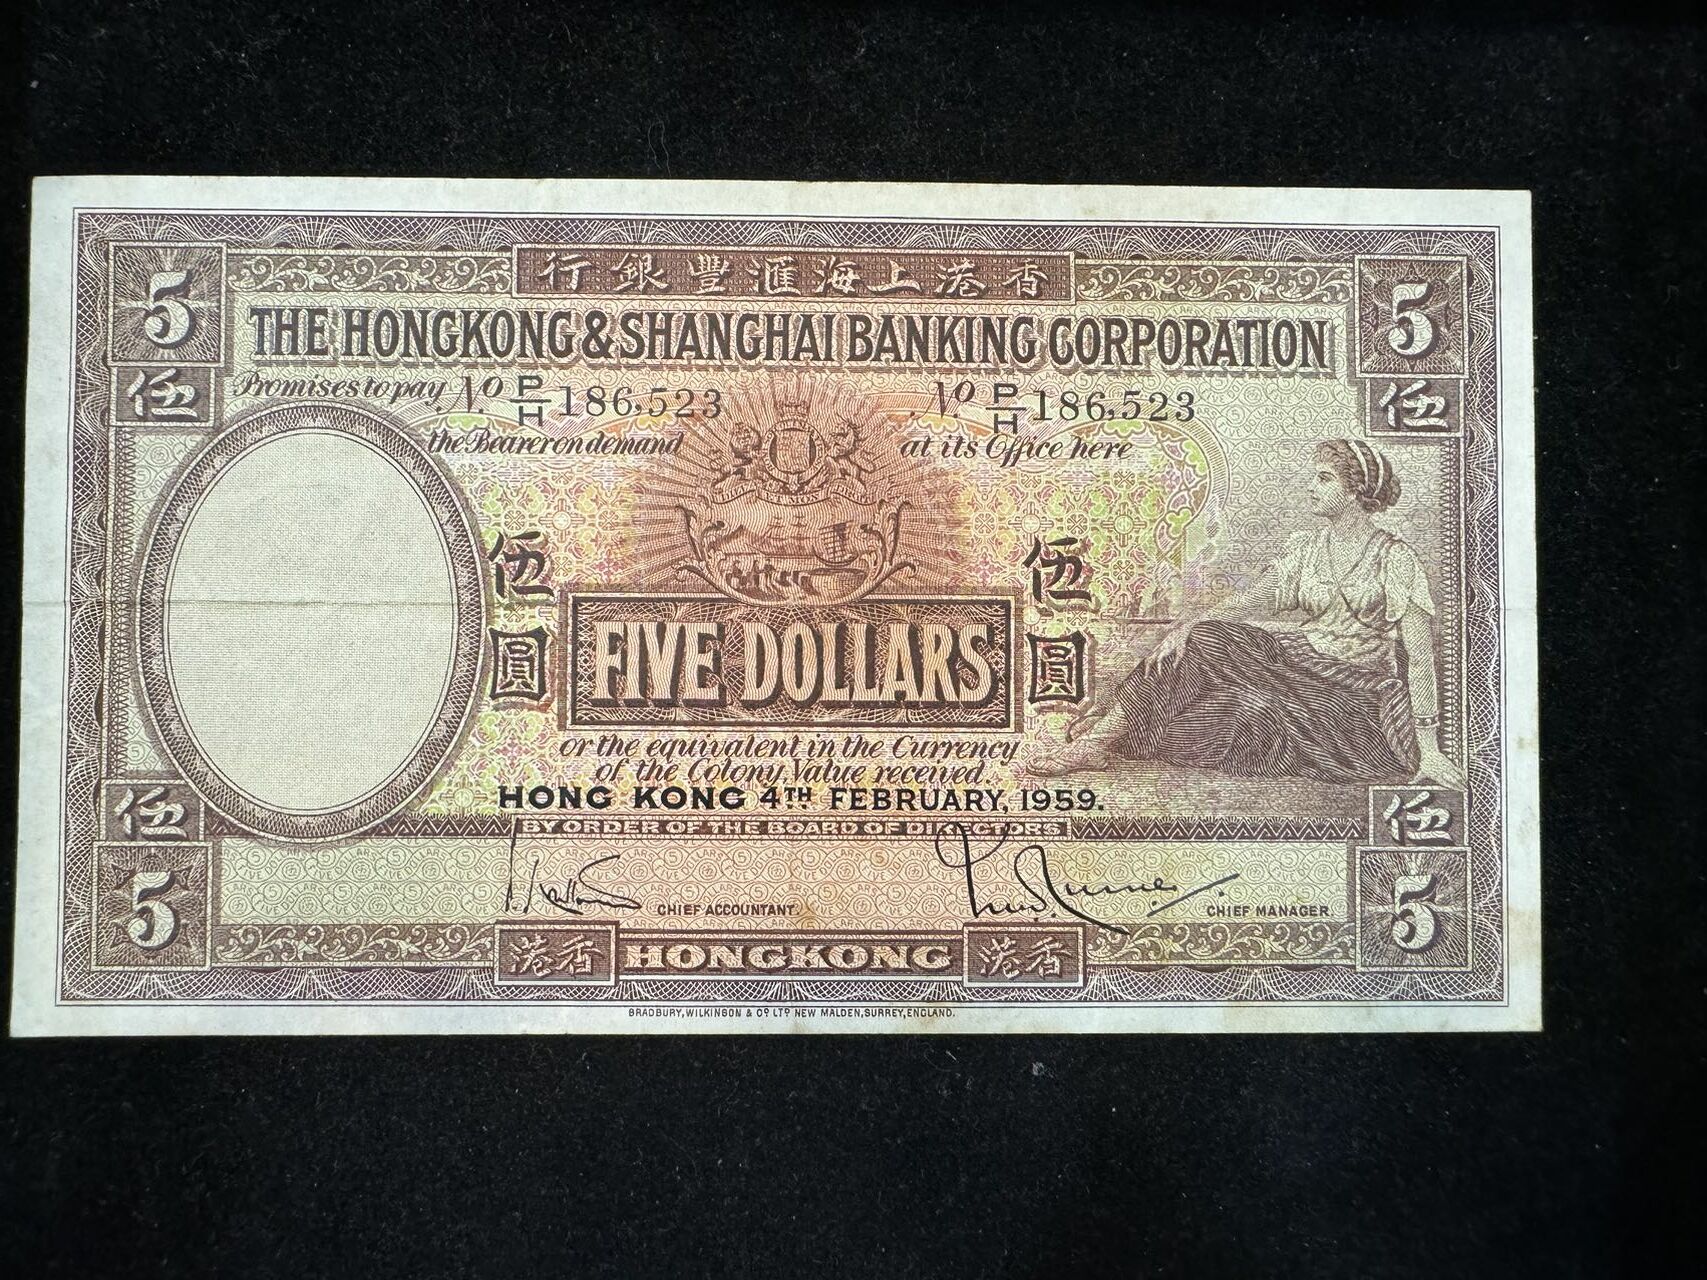 5
行銀豐滙海上港香
5
THE HONGKONG & SHANGHAI BANKING CORPORATION
伍
Promises to pay No P/H 186,523
No P/H 186,523
伍
the Bearer on demand
at its Office here
伍圓
FIVE DOLLARS
伍圓
or the equivalent in the Currency
of the Colony, Value received.
HONG KONG 4TH FEBRUARY, 1959.
伍
BY ORDER OF THE BOARD OF DIRECTORS
伍
5
CHIEF ACCOUNTANT.
CHIEF MANAGER.
5
港香
HONGKONG
港香
BRADBURY, WILKINSON & Co LTD NEW MALDEN, SURREY, ENGLAND.